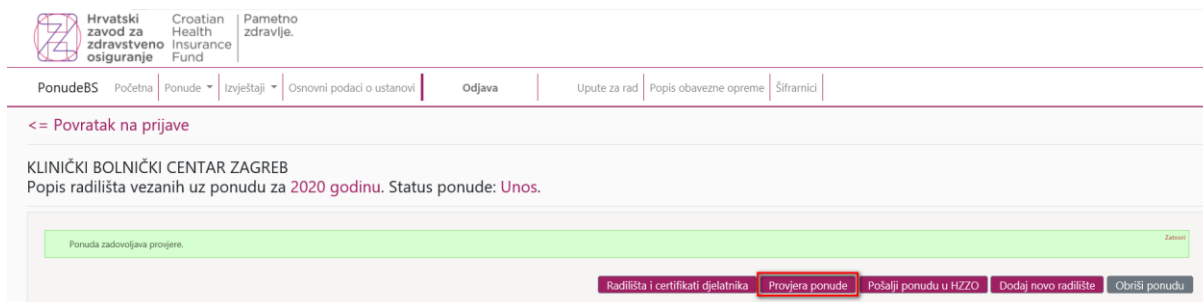 Hrvatski zavod za zdravstveno osiguranje
Croatian Health Insurance Fund
Pametno zdravlje.
PonudeBS Početna Ponude Izvještaji Osnovni podaci o ustanovi Odjava Upute za rad Popis obavezne opreme Šifrarnici
<= Povratak na prijave
KLINIČKI BOLNIČKI CENTAR ZAGREB
Popis radilišta vezanih uz ponudu za 2020 godinu. Status ponude: Unos.
Ponuda zadovoljava provjere. Zatvori
Radilišta i certifikati djelatnika Provjera ponude Pošalji ponudu u HZZO Dodaj novo radilište Obriši ponudu